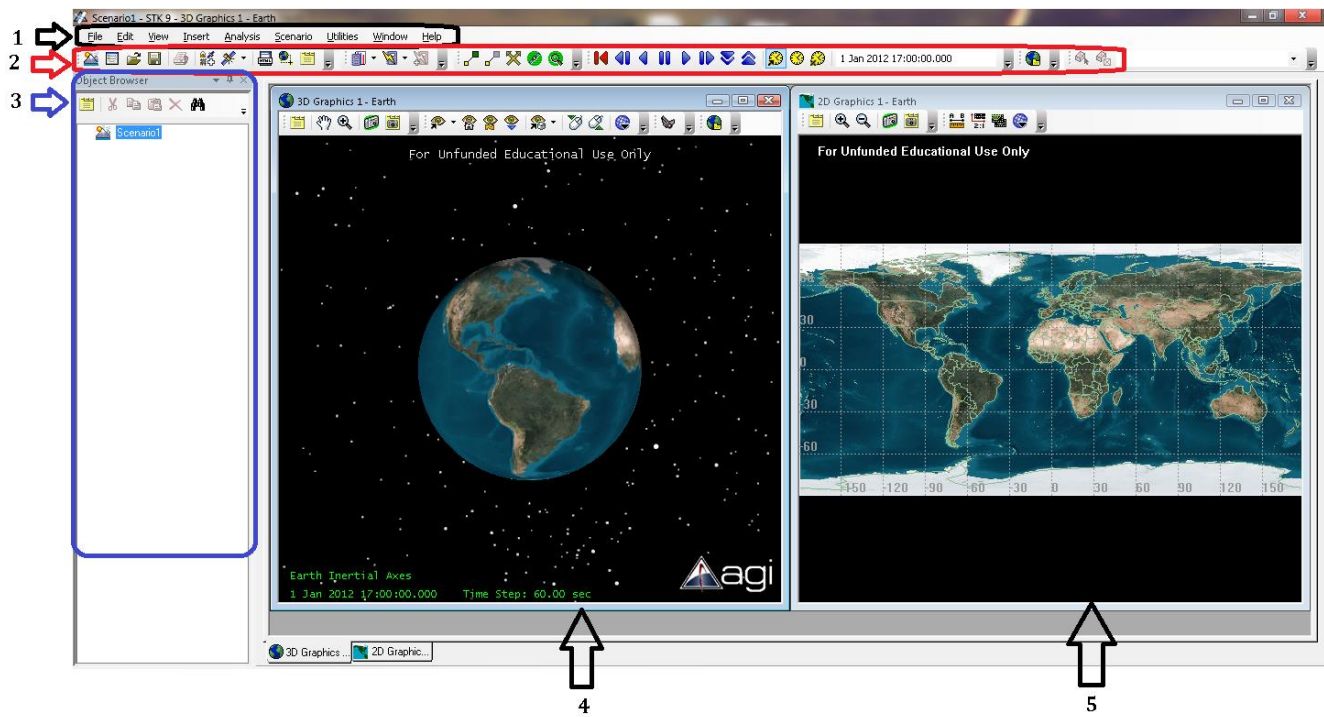 Scenario1 - STK 9 - 3D Graphics 1 - Earth
1 File Edit View Insert Analysis Scenario Utilities Window Help
2 1 Jan 2012 17:00:00.000
Object Browser
3
Scenario1
3D Graphics 1 - Earth
For Unfunded Educational Use Only
Earth Inertial Axes
1 Jan 2012 17:00:00.000 Time Step: 60.00 sec
agi
2D Graphics 1 - Earth
A B
2:1
For Unfunded Educational Use Only
30
0
-30
-60
-150 -120 -90 -60 -30 0 30 60 90 120 150
3D Graphics ... 2D Graphic...
4
5